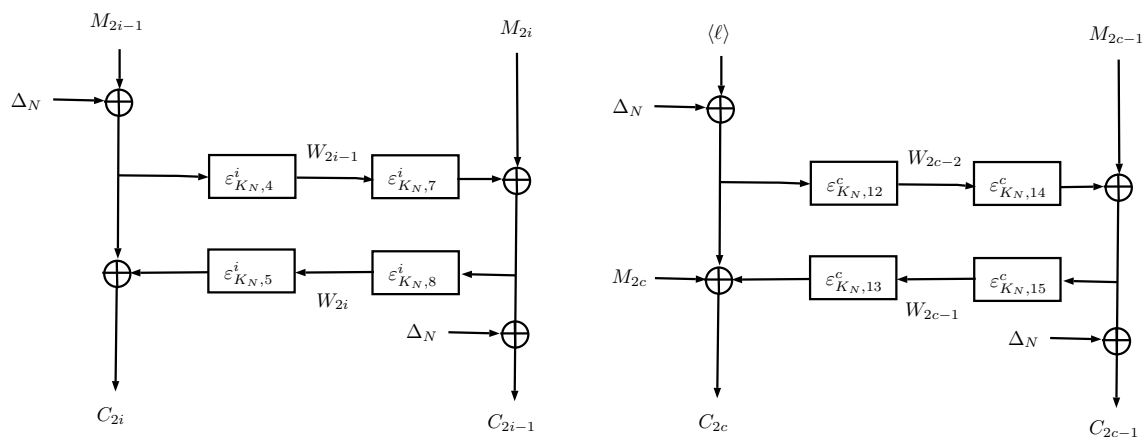 M_{2i−1}
M_{2i}
Δ_N
W_{2i−1}
ε^i_{K_N,4}
ε^i_{K_N,7}
ε^i_{K_N,5}
ε^i_{K_N,8}
W_{2i}
Δ_N
C_{2i}
C_{2i−1}
⟨ℓ⟩
M_{2c−1}
Δ_N
W_{2c−2}
ε^c_{K_N,12}
ε^c_{K_N,14}
M_{2c}
ε^c_{K_N,13}
ε^c_{K_N,15}
W_{2c−1}
Δ_N
C_{2c}
C_{2c−1}